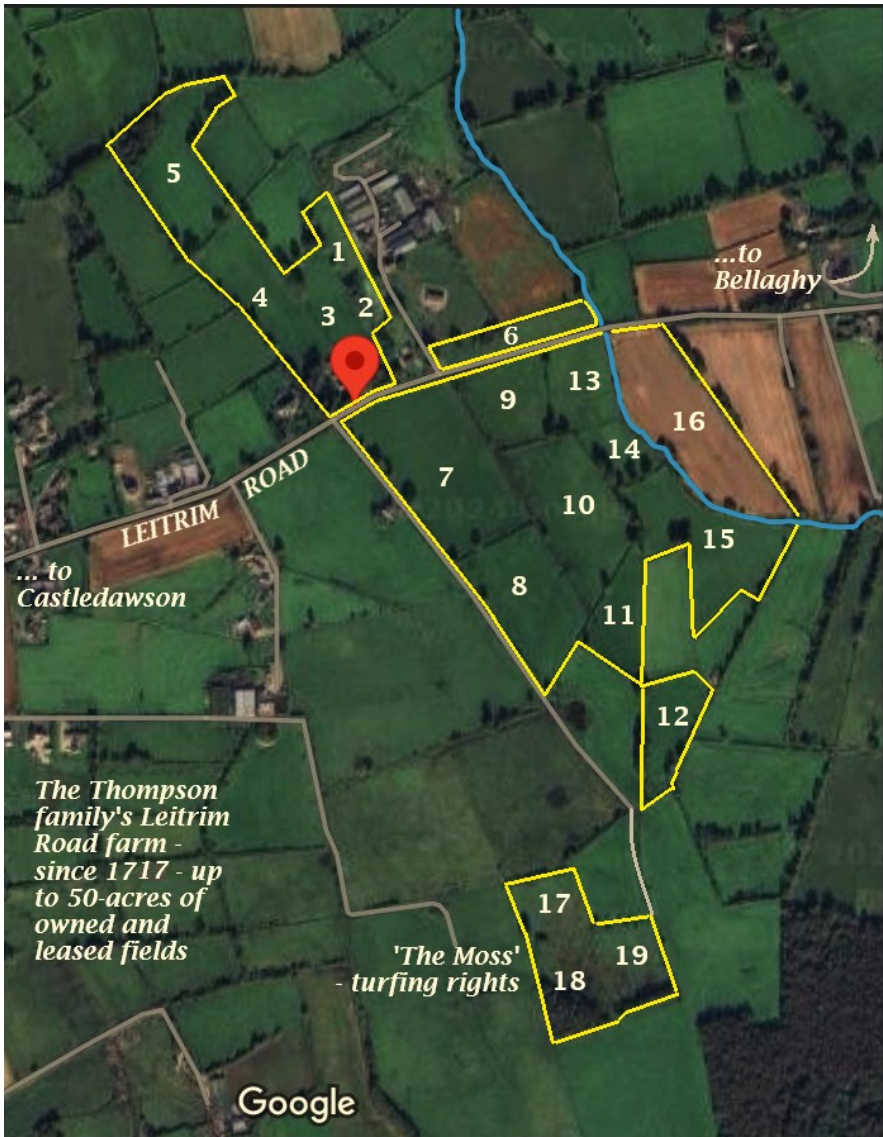 5
1
...to
Bellaghy
4
3
2
6
9
13
16
14
7
LEITRIM ROAD
10
15
... to
Castledawson
8
11
12
The Thompson
family's Leitrim
Road farm -
since 1717 - up
to 50-acres of
owned and
leased fields
17
'The Moss'
- turfing rights
19
18
Google